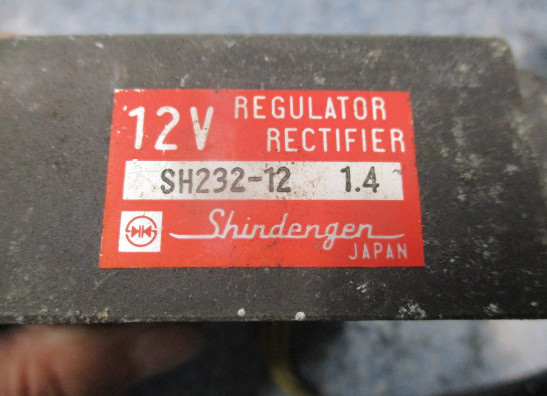 12V REGULATOR
RECTIFIER
SH232-12 1.4
Shindengen
JAPAN